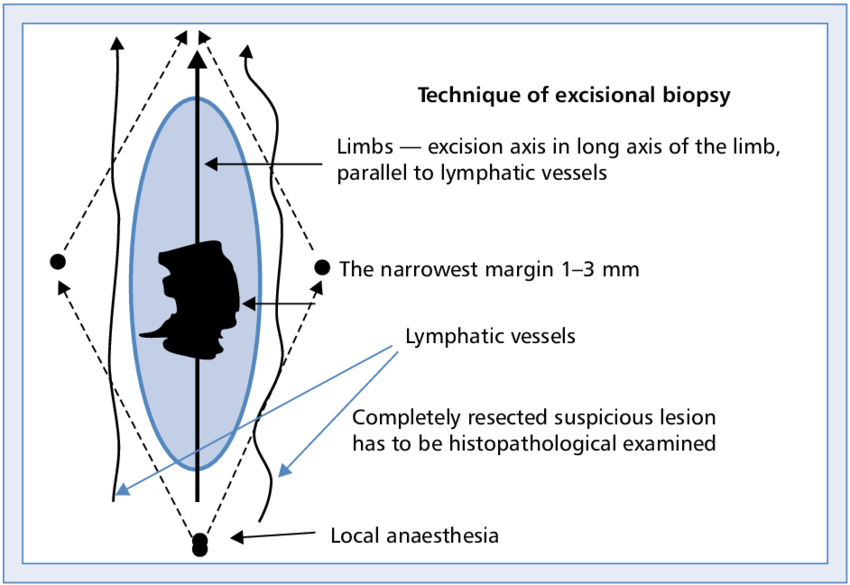 Technique of excisional biopsy
Limbs — excision axis in long axis of the limb,
parallel to lymphatic vessels
The narrowest margin 1–3 mm
Lymphatic vessels
Completely resected suspicious lesion
has to be histopathological examined
Local anaesthesia